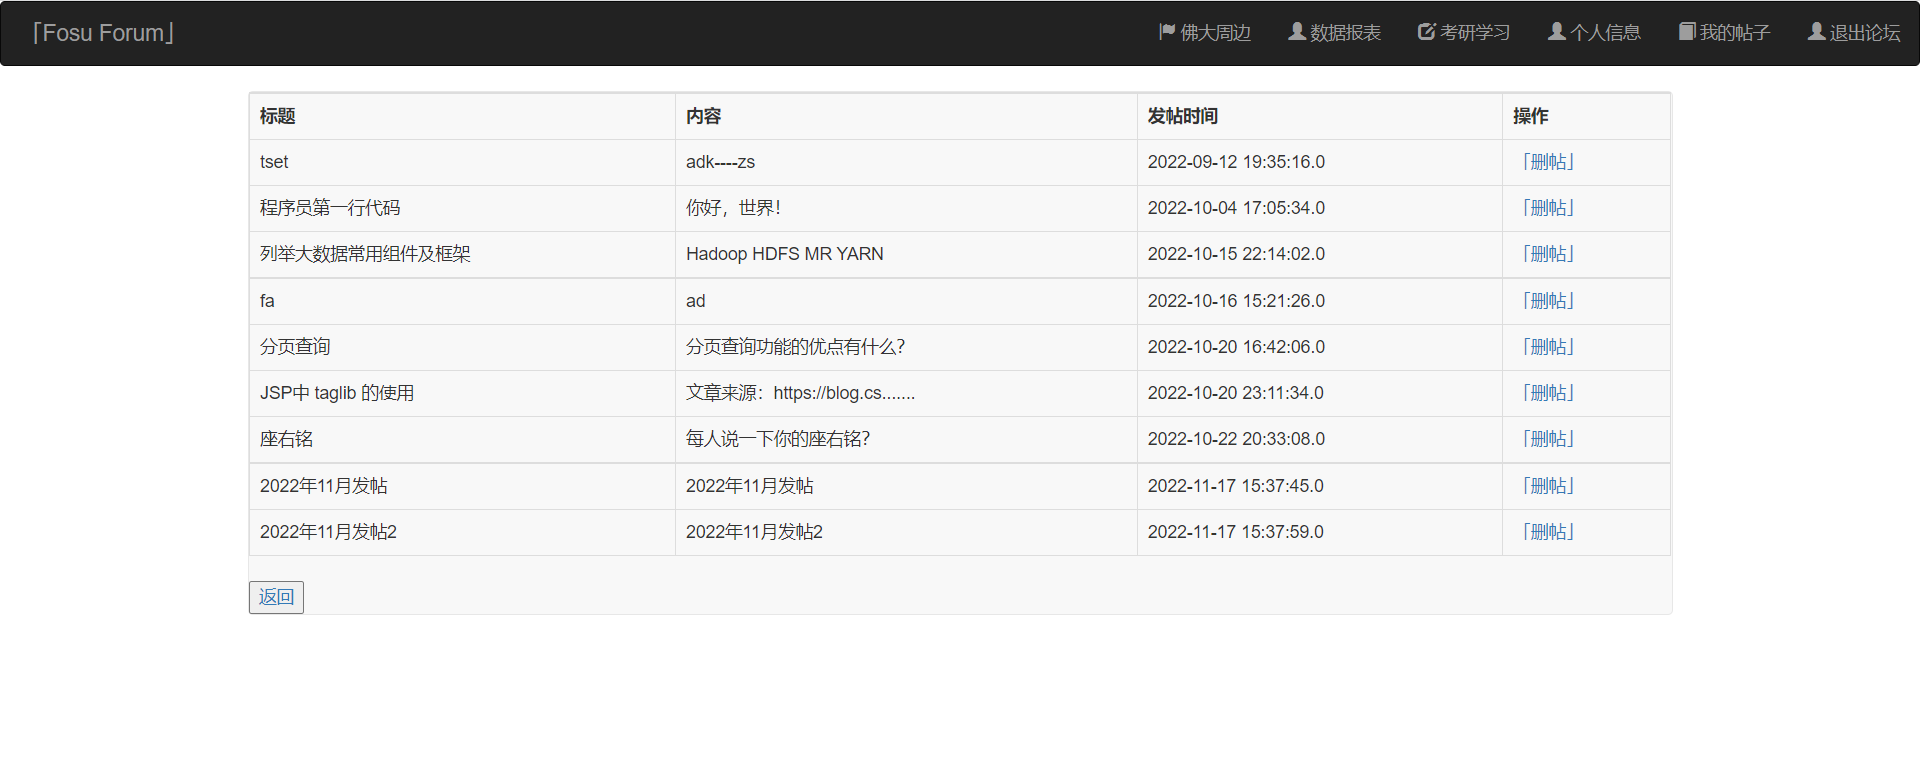 「Fosu Forum」 佛大周边 数据报表 考研学习 个人信息 我的帖子 退出论坛
标题 内容 发帖时间 操作
tset adk----zs 2022-09-12 19:35:16.0 「删帖」
程序员第一行代码 你好，世界！ 2022-10-04 17:05:34.0 「删帖」
列举大数据常用组件及框架 Hadoop HDFS MR YARN 2022-10-15 22:14:02.0 「删帖」
fa ad 2022-10-16 15:21:26.0 「删帖」
分页查询 分页查询功能的优点有什么？ 2022-10-20 16:42:06.0 「删帖」
JSP中 taglib 的使用 文章来源：https://blog.cs....... 2022-10-20 23:11:34.0 「删帖」
座右铭 每人说一下你的座右铭？ 2022-10-22 20:33:08.0 「删帖」
2022年11月发帖 2022年11月发帖 2022-11-17 15:37:45.0 「删帖」
2022年11月发帖2 2022年11月发帖2 2022-11-17 15:37:59.0 「删帖」
返回